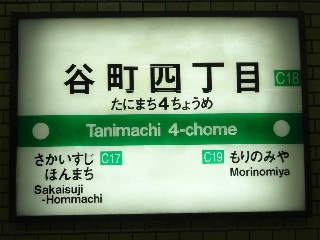 谷町四丁目 C18
たにまち4ちょうめ
Tanimachi 4-chome
さかいすじ
ほんまち C17
Sakaisuji
-Hommachi
C19 もりのみや
Morinomiya